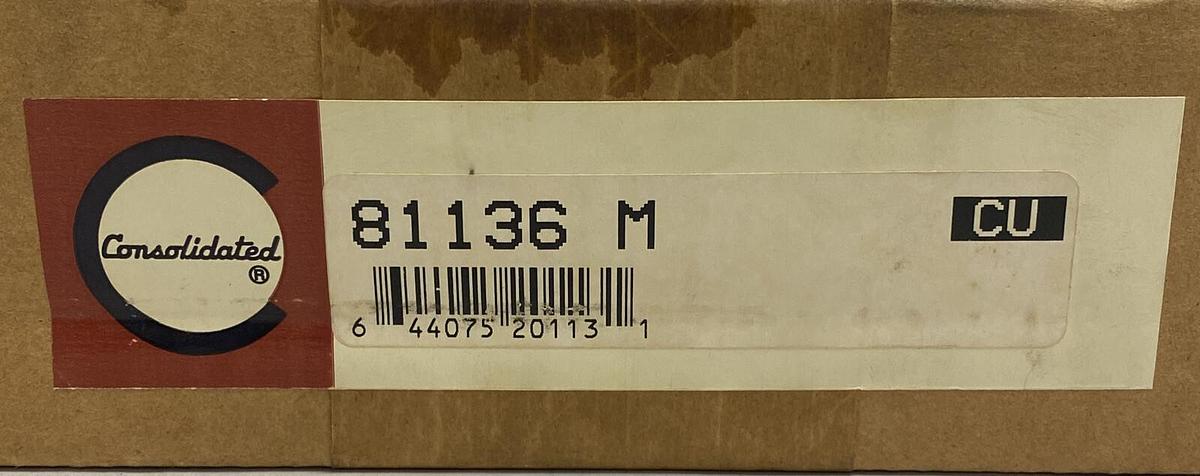 Consolidated
®
81136 M
CU
6 44075 20113 1